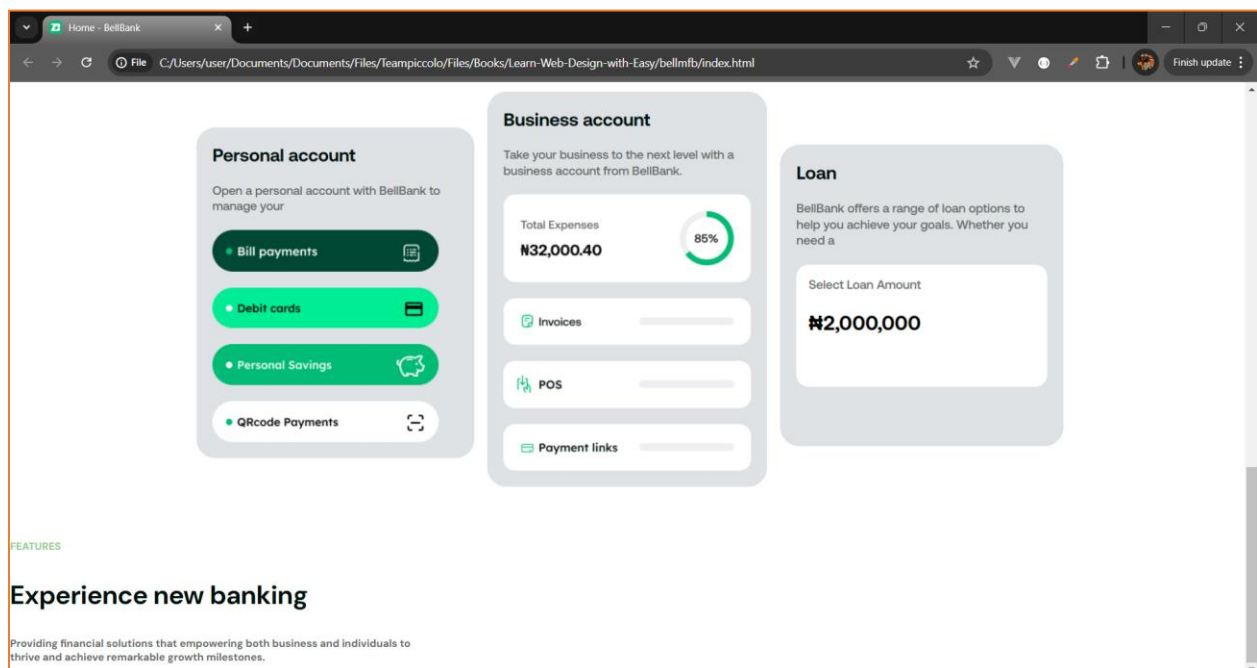 Home - BellBank
File
C:/Users/user/Documents/Documents/Files/Teampiccolo/Files/Books/Learn-Web-Design-with-Easy/bellmfb/index.html
Finish update
Personal account
Open a personal account with BellBank to
manage your
Bill payments
Debit cards
Personal Savings
QRcode Payments
Business account
Take your business to the next level with a
business account from BellBank.
Total Expenses
₦32,000.40
85%
Invoices
POS
Payment links
Loan
BellBank offers a range of loan options to
help you achieve your goals. Whether you
need a
Select Loan Amount
₦2,000,000
FEATURES
Experience new banking
Providing financial solutions that empowering both business and individuals to
thrive and achieve remarkable growth milestones.